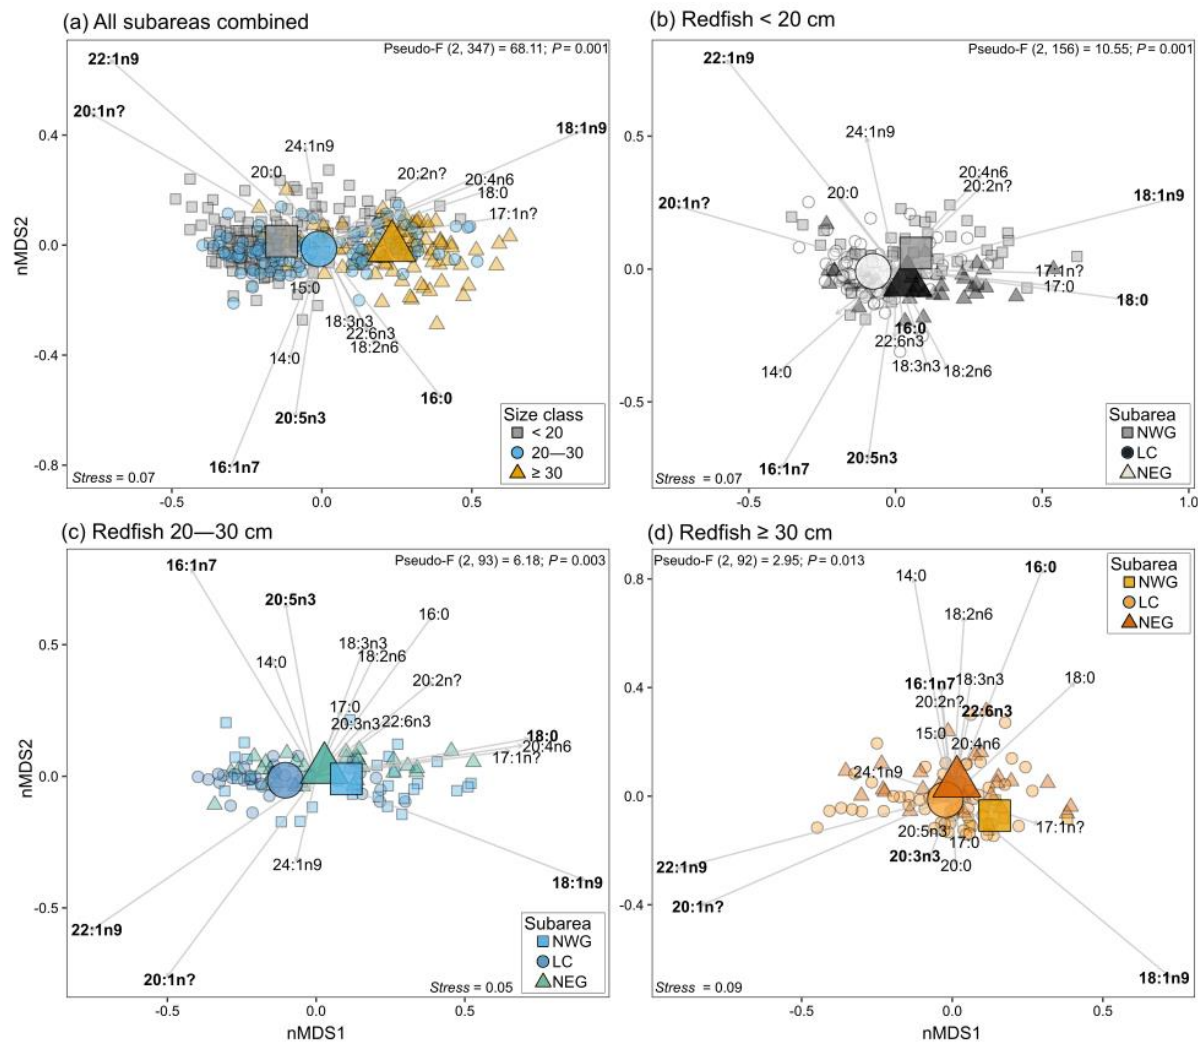 (a) All subareas combined
Pseudo-F (2, 347) = 68.11; P = 0.001
22:1n9
20:1n?
18:1n9
0.4
24:1n9
20:0
20:2n?
20:4n6
18:0
17:1n?
nMDS2
0.0
15:0
18:3n3
22:6n3
18:2n6
14:0
-0.4
16:0
20:5n3
16:1n7
-0.8
Size class
< 20
20—30
≥ 30
Stress = 0.07
-0.5
0.0
0.5
(b) Redfish < 20 cm
Pseudo-F (2, 156) = 10.55; P = 0.001
22:1n9
0.5
24:1n9
20:4n6
20:2n?
20:0
18:1n9
20:1n?
0.0
17:1n?
17:0
18:0
16:0
22:6n3
18:3n3
18:2n6
14:0
-0.5
20:5n3
16:1n7
Subarea
NWG
LC
NEG
Stress = 0.07
-0.5
0.0
0.5
1.0
(c) Redfish 20—30 cm
Pseudo-F (2, 93) = 6.18; P = 0.003
16:1n7
20:5n3
16:0
0.5
18:3n3
18:2n6
14:0
20:2n?
17:0
20:3n3
22:6n3
18:0
20:4n6
17:1n?
nMDS2
0.0
24:1n9
18:1n9
-0.5
22:1n9
20:1n?
Subarea
NWG
LC
NEG
Stress = 0.05
-0.5
0.0
0.5
nMDS1
(d) Redfish ≥ 30 cm
Pseudo-F (2, 92) = 2.95; P = 0.013
0.8
14:0
16:0
18:2n6
Subarea
NWG
LC
NEG
0.4
16:1n7
18:3n3
18:0
20:2n?
22:6n3
15:0
20:4n6
24:1n9
0.0
20:5n3
17:0
17:1n?
20:3n3
20:0
22:1n9
20:1n?
-0.4
18:1n9
Stress = 0.09
-0.5
0.0
0.5
nMDS1